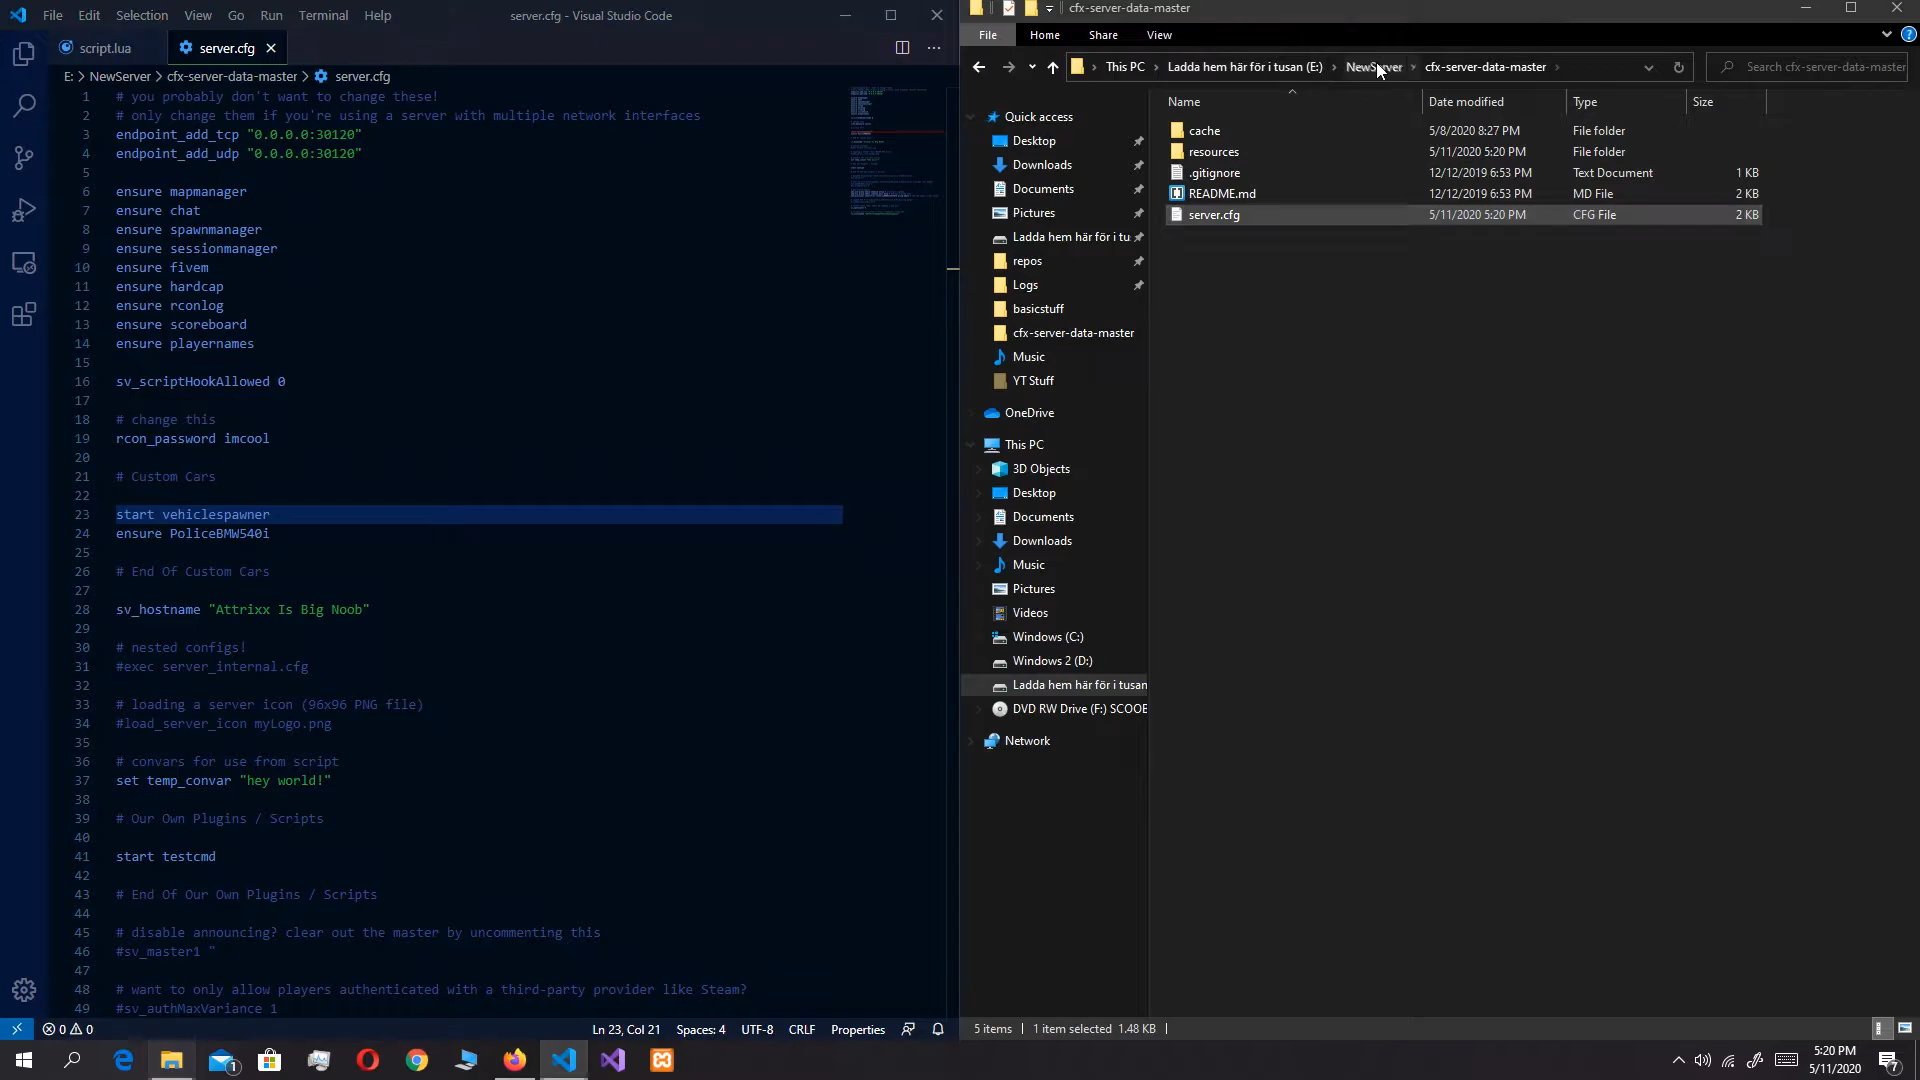 File Edit Selection View Go Run Terminal Help
server.cfg - Visual Studio Code
script.lua
server.cfg
E: > NewServer > cfx-server-data-master > server.cfg
1 # you probably don't want to change these!
2 # only change them if you're using a server with multiple network interfaces
3 endpoint_add_tcp "0.0.0.0:30120"
4 endpoint_add_udp "0.0.0.0:30120"
5
6 ensure mapmanager
7 ensure chat
8 ensure spawnmanager
9 ensure sessionmanager
10 ensure fivem
11 ensure hardcap
12 ensure rconlog
13 ensure scoreboard
14 ensure playernames
15
16 sv_scriptHookAllowed 0
17
18 # change this
19 rcon_password imcool
20
21 # Custom Cars
22
23 start vehiclespawner
24 ensure PoliceBMW540i
25
26 # End Of Custom Cars
27
28 sv_hostname "Attrixx Is Big Noob"
29
30 # nested configs!
31 #exec server_internal.cfg
32
33 # loading a server icon (96x96 PNG file)
34 #load_server_icon myLogo.png
35
36 # convars for use from script
37 set temp_convar "hey world!"
38
39 # Our Own Plugins / Scripts
40
41 start testcmd
42
43 # End Of Our Own Plugins / Scripts
44
45 # disable announcing? clear out the master by uncommenting this
46 #sv_master1 "
47
48 # want to only allow players authenticated with a third-party provider like Steam?
49 #sv_authMaxVariance 1
0 0
Ln 23, Col 21 Spaces: 4 UTF-8 CRLF Properties
cfx-server-data-master
File Home Share View
This PC > Ladda hem här för i tusan (E:) > NewServer > cfx-server-data-master >
Search cfx-server-data-master
Name Date modified Type Size
cache 5/8/2020 8:27 PM File folder
resources 5/11/2020 5:20 PM File folder
.gitignore 12/12/2019 6:53 PM Text Document 1 KB
README.md 12/12/2019 6:53 PM MD File 2 KB
server.cfg 5/11/2020 5:20 PM CFG File 2 KB
Quick access
Desktop
Downloads
Documents
Pictures
Ladda hem här för i tu
repos
Logs
basicstuff
cfx-server-data-master
Music
YT Stuff
OneDrive
This PC
3D Objects
Desktop
Documents
Downloads
Music
Pictures
Videos
Windows (C:)
Windows 2 (D:)
Ladda hem här för i tusan
DVD RW Drive (F:) SCOOB
Network
5 items 1 item selected 1.48 KB
1
5:20 PM
5/11/2020
7